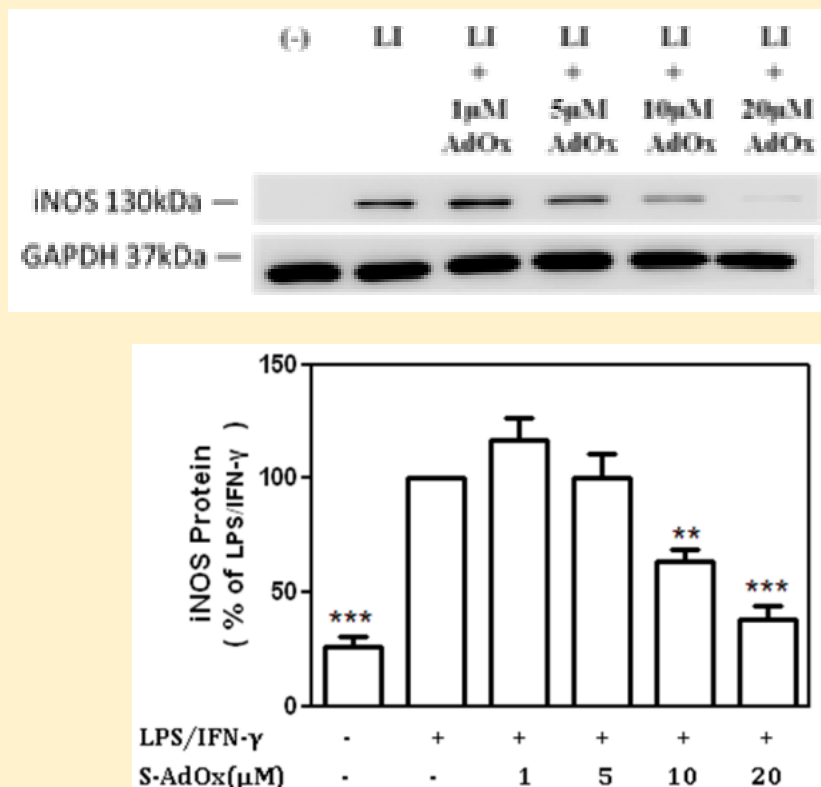 (-) LI LI LI LI LI
+ + + +
1µM 5µM 10µM 20µM
AdOx AdOx AdOx AdOx
iNOS 130kDa —
GAPDH 37kDa —
150
100
50
0
iNOS Protein
( % of LPS/IFN-γ )
*** ** ***
LPS/IFN-γ - + + + + +
S-AdOx(µM) - - 1 5 10 20